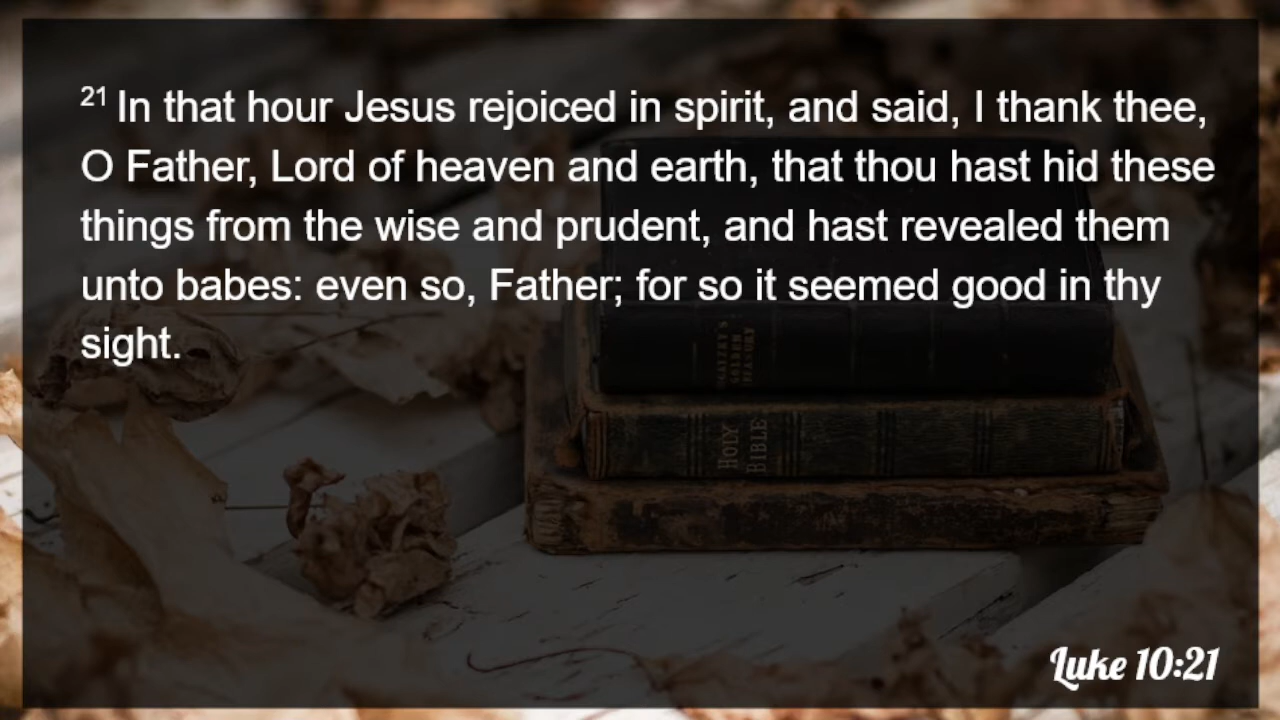 21 In that hour Jesus rejoiced in spirit, and said, I thank thee,
O Father, Lord of heaven and earth, that thou hast hid these
things from the wise and prudent, and hast revealed them
unto babes: even so, Father; for so it seemed good in thy
sight.
GOLDEN
TREASURY
HOLY
BIBLE
Luke 10:21